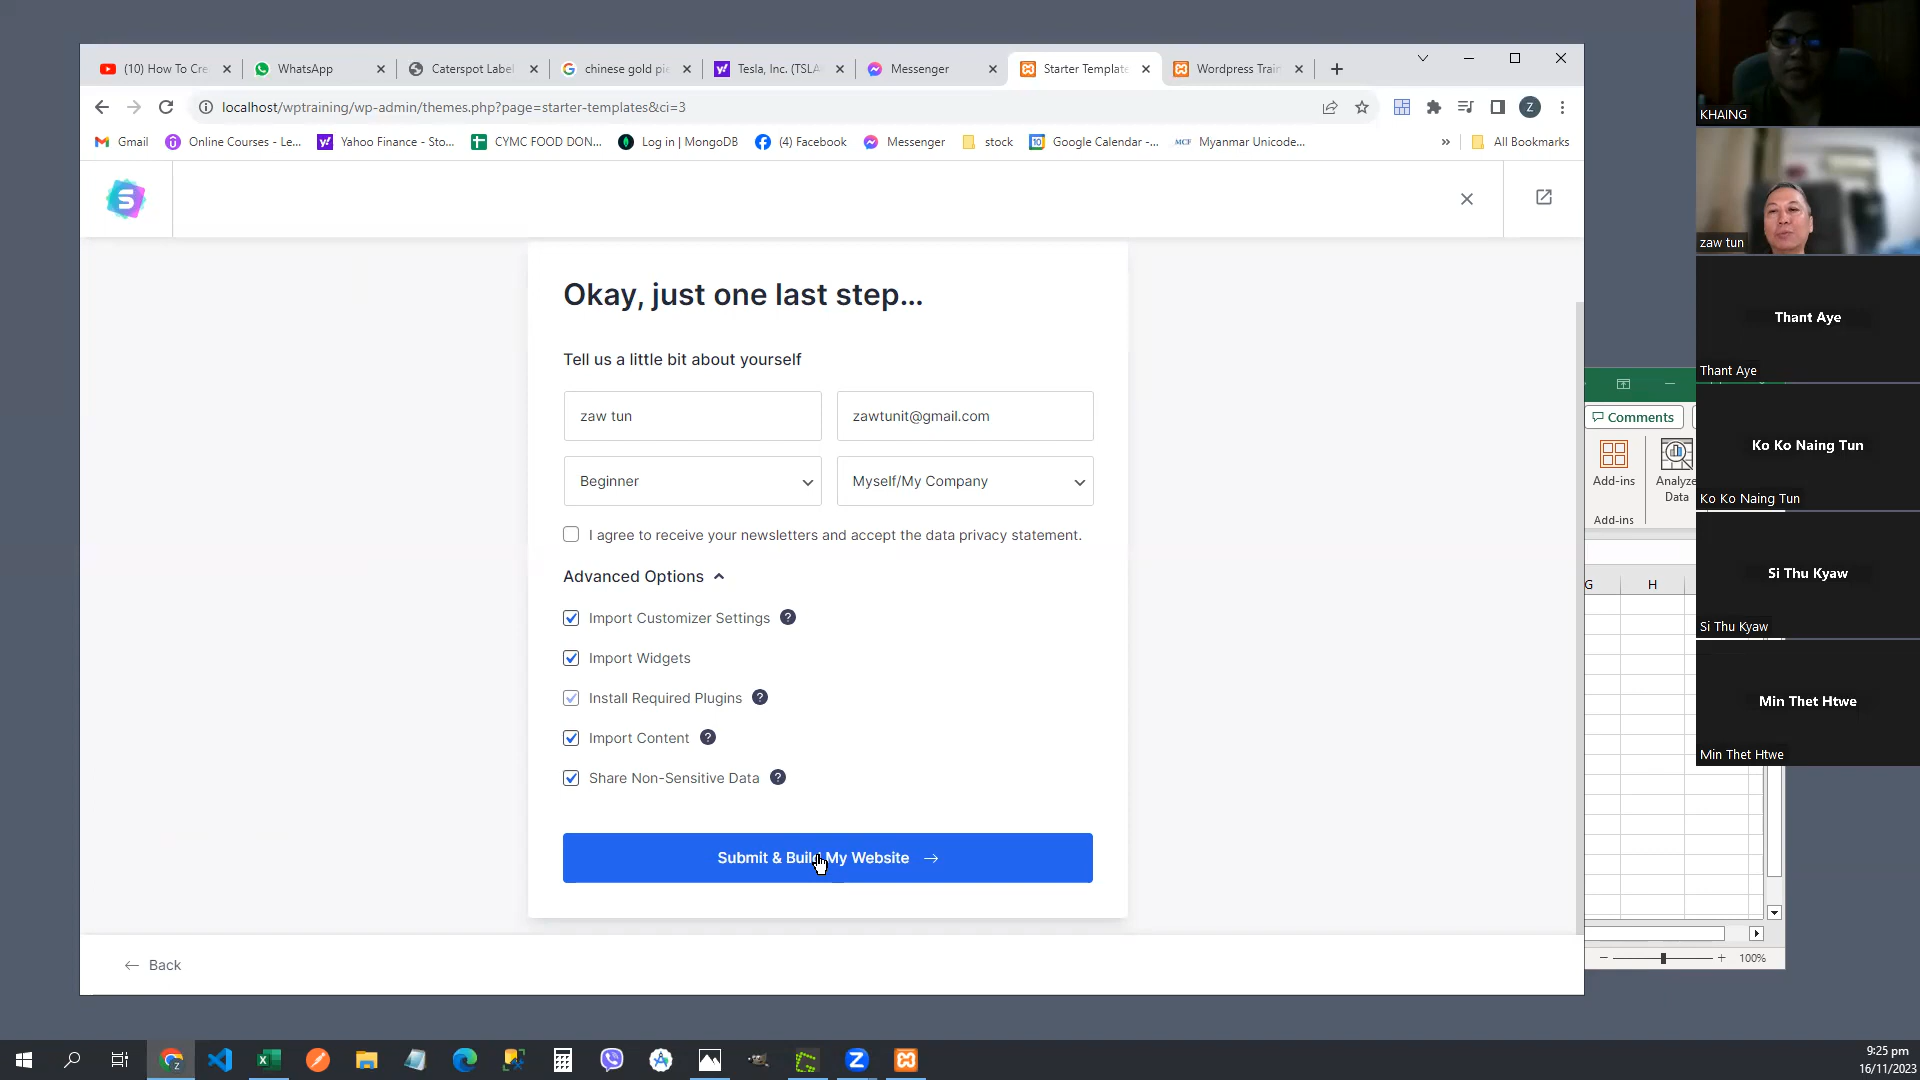 (10) How To Cre
WhatsApp
Caterspot Label
chinese gold pie
Tesla, Inc. (TSLA
Messenger
Starter Template
Wordpress Train
localhost/wptraining/wp-admin/themes.php?page=starter-templates&ci=3
Z
Gmail
Online Courses - Le...
Yahoo Finance - Sto...
CYMC FOOD DON...
Log in | MongoDB
(4) Facebook
Messenger
stock
Google Calendar -...
Myanmar Unicode...
»
All Bookmarks
Okay, just one last step...
Tell us a little bit about yourself
zaw tun
zawtunit@gmail.com
Beginner
Myself/My Company
I agree to receive your newsletters and accept the data privacy statement.
Advanced Options
Import Customizer Settings ?
Import Widgets
Install Required Plugins ?
Import Content ?
Share Non-Sensitive Data ?
Submit & Build My Website
Back
Comments
Add-ins
Analyze
Data
Add-ins
G
H
100%
KHAING
zaw tun
Thant Aye
Thant Aye
Ko Ko Naing Tun
Ko Ko Naing Tun
Si Thu Kyaw
Si Thu Kyaw
Min Thet Htwe
Min Thet Htwe
9:25 pm
16/11/2023